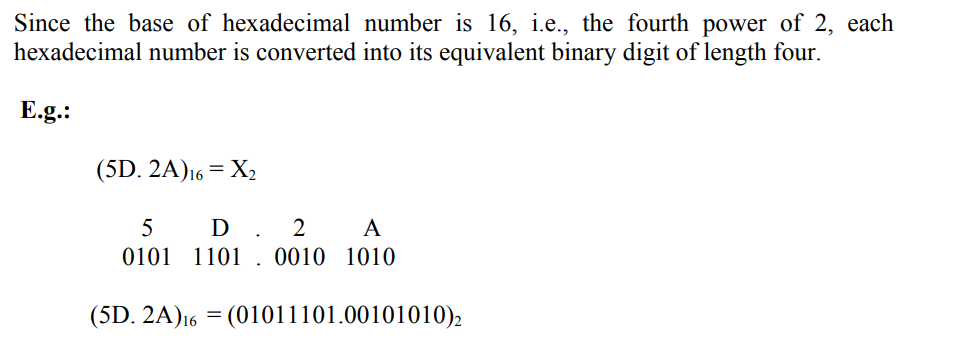 Since the base of hexadecimal number is 16, i.e., the fourth power of 2, each
hexadecimal number is converted into its equivalent binary digit of length four.
E.g.:
(5D. 2A)₁₆ = X₂
5 D . 2 A
0101 1101 . 0010 1010
(5D. 2A)₁₆ = (01011101.00101010)₂